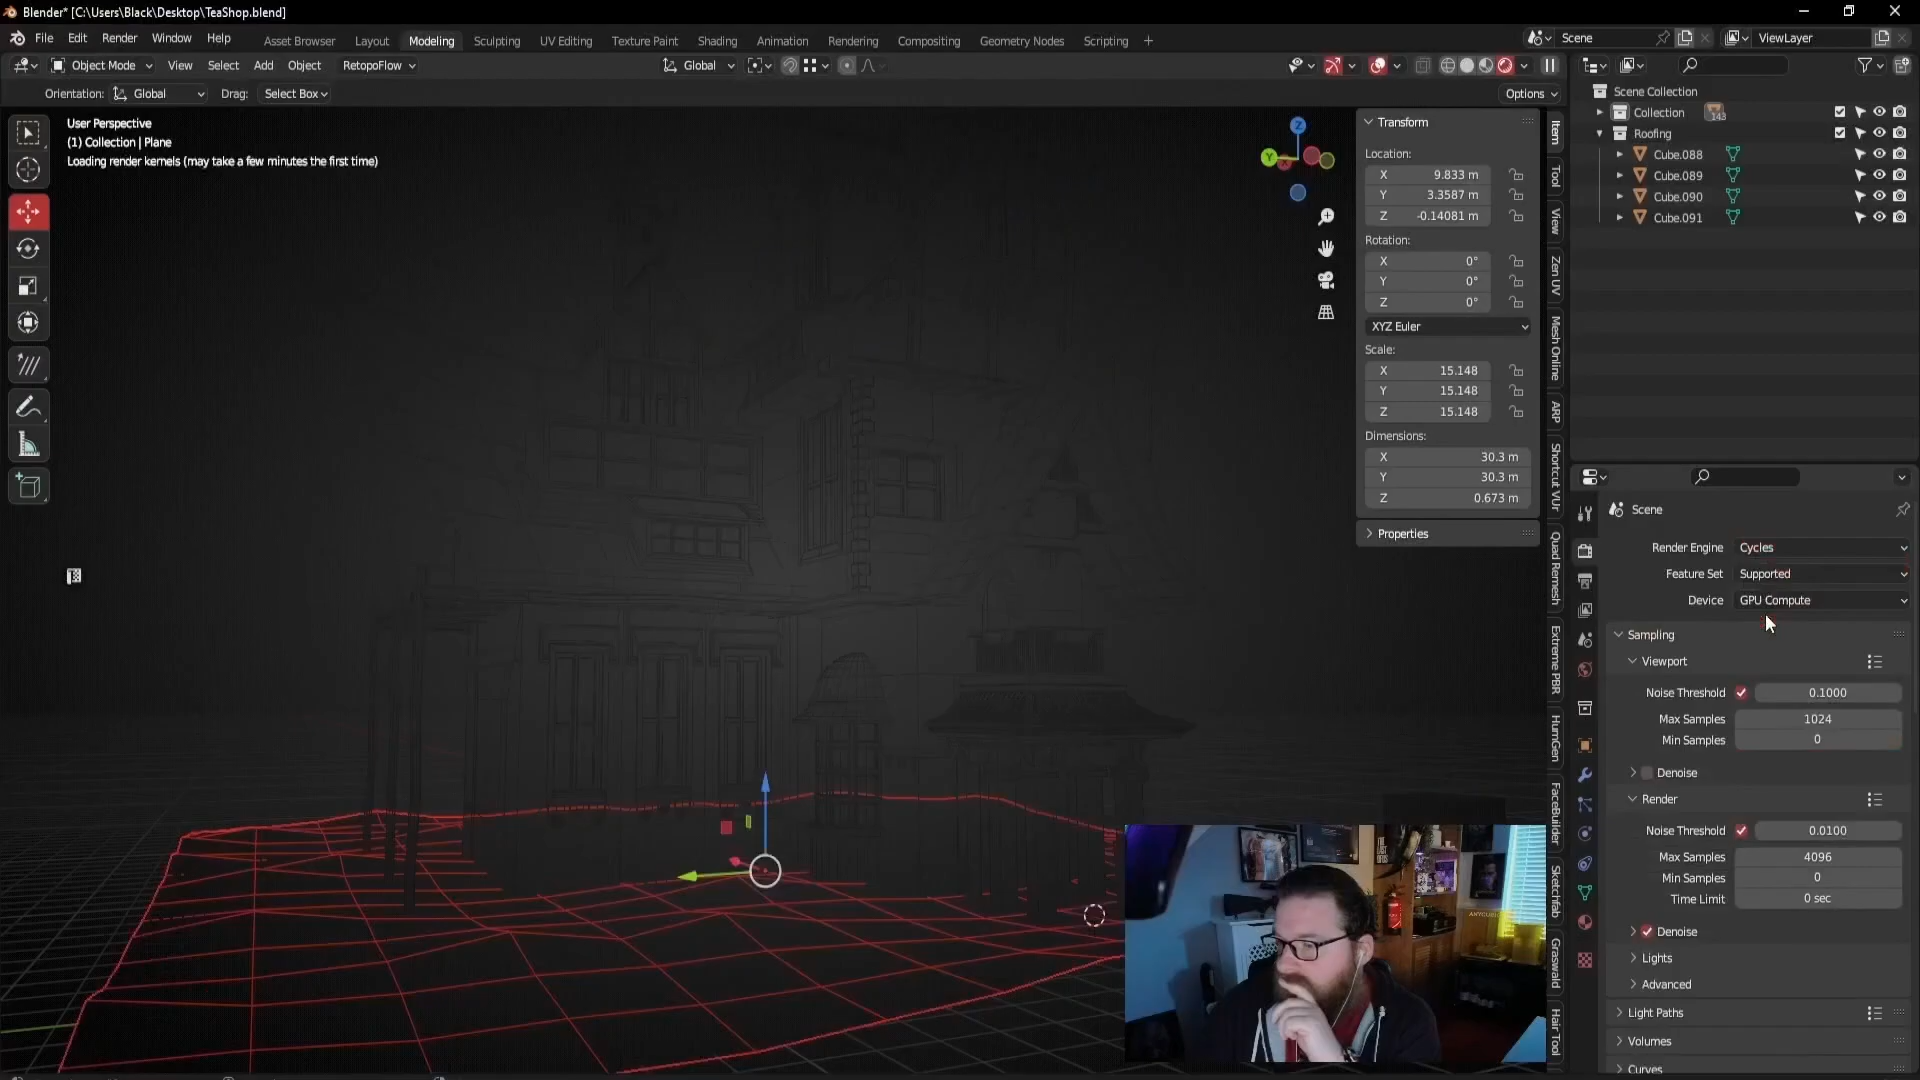 Blender* [C:\Users\Black\Desktop\TeaShop.blend]
File Edit Render Window Help
Asset Browser Layout Modeling Sculpting UV Editing Texture Paint Shading Animation Rendering Compositing Geometry Nodes Scripting +
Scene ViewLayer
Object Mode View Select Add Object RetopoFlow Global
Orientation: Global Drag: Select Box Options
User Perspective
(1) Collection | Plane
Loading render kernels (may take a few minutes the first time)
Z
Y
Transform
Location:
X 9.833 m
Y 3.3587 m
Z -0.14081 m
Rotation:
X 0°
Y 0°
Z 0°
XYZ Euler
Scale:
X 15.148
Y 15.148
Z 15.148
Dimensions:
X 30.3 m
Y 30.3 m
Z 0.673 m
Properties
Item
Tool
View
Zen UV
Mesh Online
ARP
Shortcut VUr
Quad Remesh
Extreme PBR
HumGen
FaceBuilder
Sketchfab
Graswald
Hair Tool
Scene Collection
Collection 143
Roofing
Cube.088
Cube.089
Cube.090
Cube.091
Scene
Render Engine Cycles
Feature Set Supported
Device GPU Compute
Sampling
Viewport
Noise Threshold 0.1000
Max Samples 1024
Min Samples 0
Denoise
Render
Noise Threshold 0.0100
Max Samples 4096
Min Samples 0
Time Limit 0 sec
Denoise
Lights
Advanced
Light Paths
Volumes
Curves